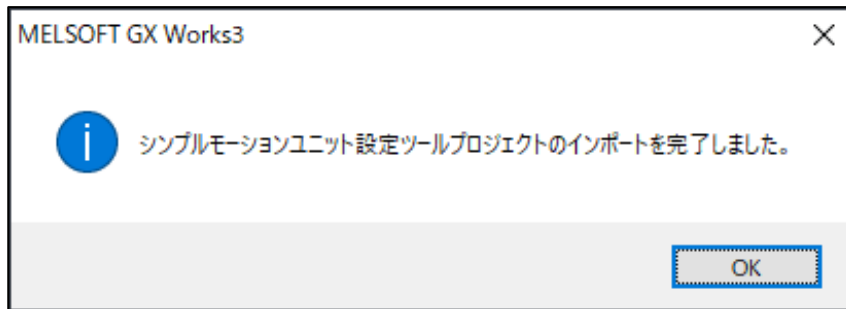 MELSOFT GX Works3
シンプルモーションユニット設定ツールプロジェクトのインポートを完了しました。
OK